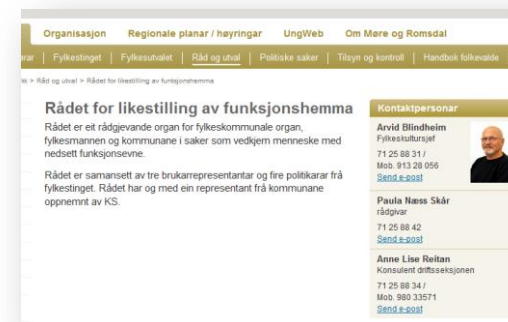 Organisasjon Regionale planar / høyringar UngWeb Om Møre og Romsdal
Fylkestinget | Fylkesutvalet | Råd og utval | Politiske saker | Tilsyn og kontroll | Handbok folkevalde
> Råd og utval > Rådet for likestilling av funksjonshemma
Rådet for likestilling av funksjonshemma
Rådet er eit rådgjevande organ for fylkeskommunale organ,
fylkesmannen og kommunane i saker som vedkjem menneske med
nedsett funksjonsevne.
Rådet er samansett av tre brukarrepresentantar og fire politikarar frå
fylkestinget. Rådet har og med ein representant frå kommunane
oppnemnt av KS.
Kontaktpersonar
Arvid Blindheim
Fylkeskultursjef
71 25 88 31 /
Mob. 913 28 056
Send e-post
Paula Næss Skår
rådgivar
71 25 88 42
Send e-post
Anne Lise Reitan
Konsulent driftsseksjonen
71 25 88 34 /
Mob. 980 33571
Send e-post